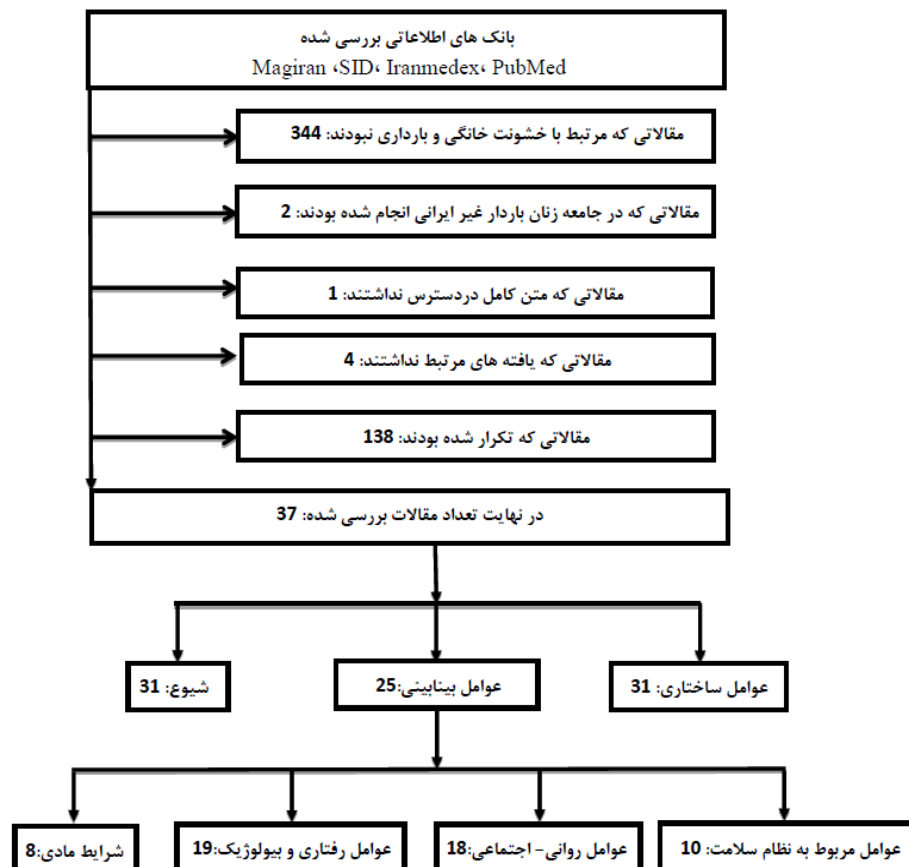 بانک های اطلاعاتی بررسی شده
Magiran ،SID، Iranmedex، PubMed
مقالاتی که مرتبط با خشونت خانگی و بارداری نبودند: 344
مقالاتی که در جامعه زنان باردار غیر ایرانی انجام شده بودند: 2
مقالاتی که متن کامل دردسترس نداشتند: 1
مقالاتی که یافته های مرتبط نداشتند: 4
مقالاتی که تکرار شده بودند: 138
در نهایت تعداد مقالات بررسی شده: 37
عوامل ساختاری: 31
عوامل بینابینی:25
شیوع: 31
عوامل مربوط به نظام سلامت: 10
عوامل روانی- اجتماعی:18
عوامل رفتاری و بیولوژیک:19
شرایط مادی:8